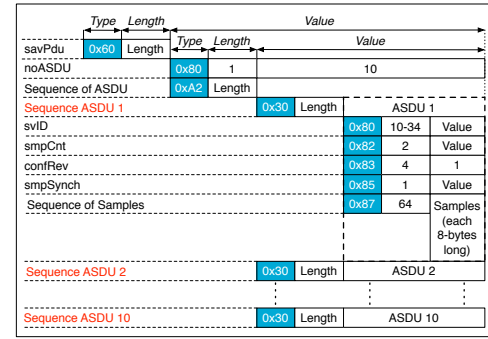 Type Length Value
savPdu 0x60 Length Type Length Value
noASDU 0x80 1 10
Sequence of ASDU 0xA2 Length
Sequence ASDU 1 0x30 Length ASDU 1
svID 0x80 10-34 Value
smpCnt 0x82 2 Value
confRev 0x83 4 1
smpSynch 0x85 1 Value
Sequence of Samples 0x87 64 Samples
(each
8-bytes
long)
Sequence ASDU 2 0x30 Length ASDU 2
Sequence ASDU 10 0x30 Length ASDU 10